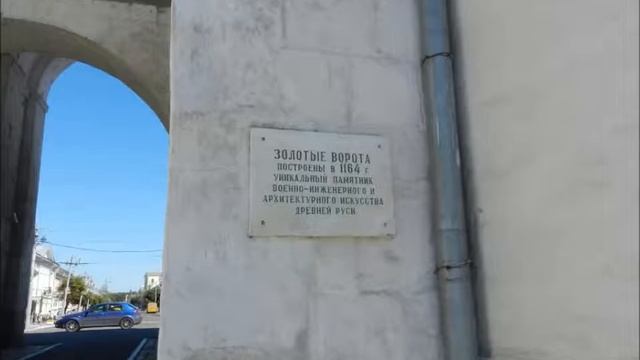 ЗОЛОТЫЕ ВОРОТА
ПОСТРОЕНЫ В 1164 г.
УНИКАЛЬНЫЙ ПАМЯТНИК
ВОЕННО-ИНЖЕНЕРНОГО И
АРХИТЕКТУРНОГО ИСКУССТВА
ДРЕВНЕЙ РУСИ